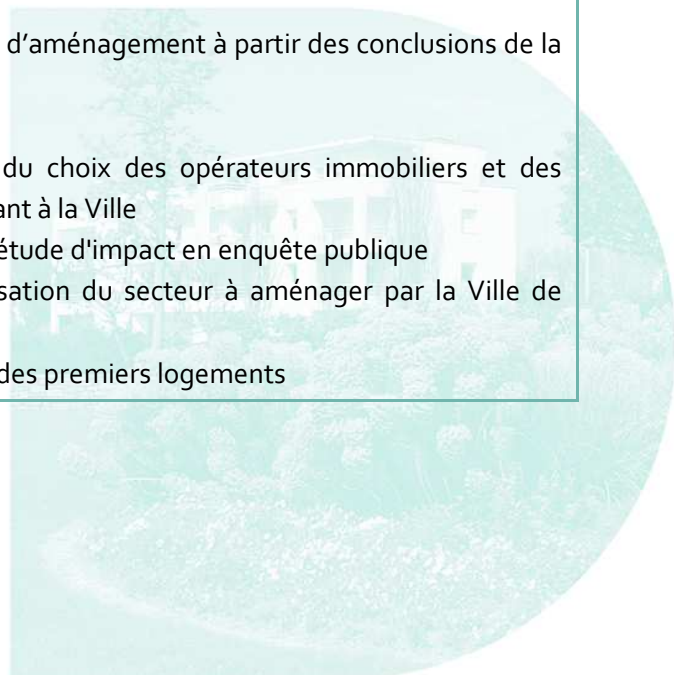 d’aménagement à partir des conclusions de la
du choix des opérateurs immobiliers et des
ant à la Ville
étude d'impact en enquête publique
sation du secteur à aménager par la Ville de
des premiers logements